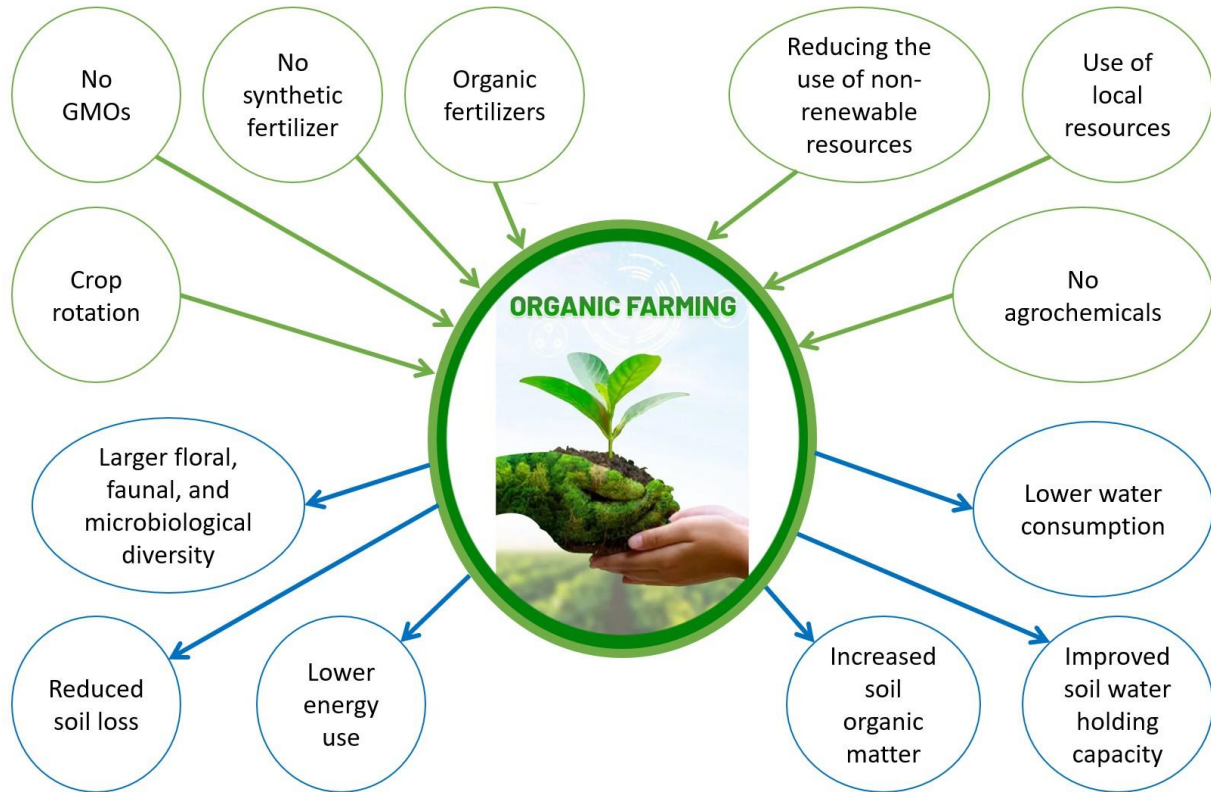 No
GMOs
No
synthetic
fertilizer
Organic
fertilizers
Reducing the
use of non-
renewable
resources
Use of
local
resources
Crop
rotation
ORGANIC FARMING
No
agrochemicals
Larger floral,
faunal, and
microbiological
diversity
Lower water
consumption
Reduced
soil loss
Lower
energy
use
Increased
soil
organic
matter
Improved
soil water
holding
capacity